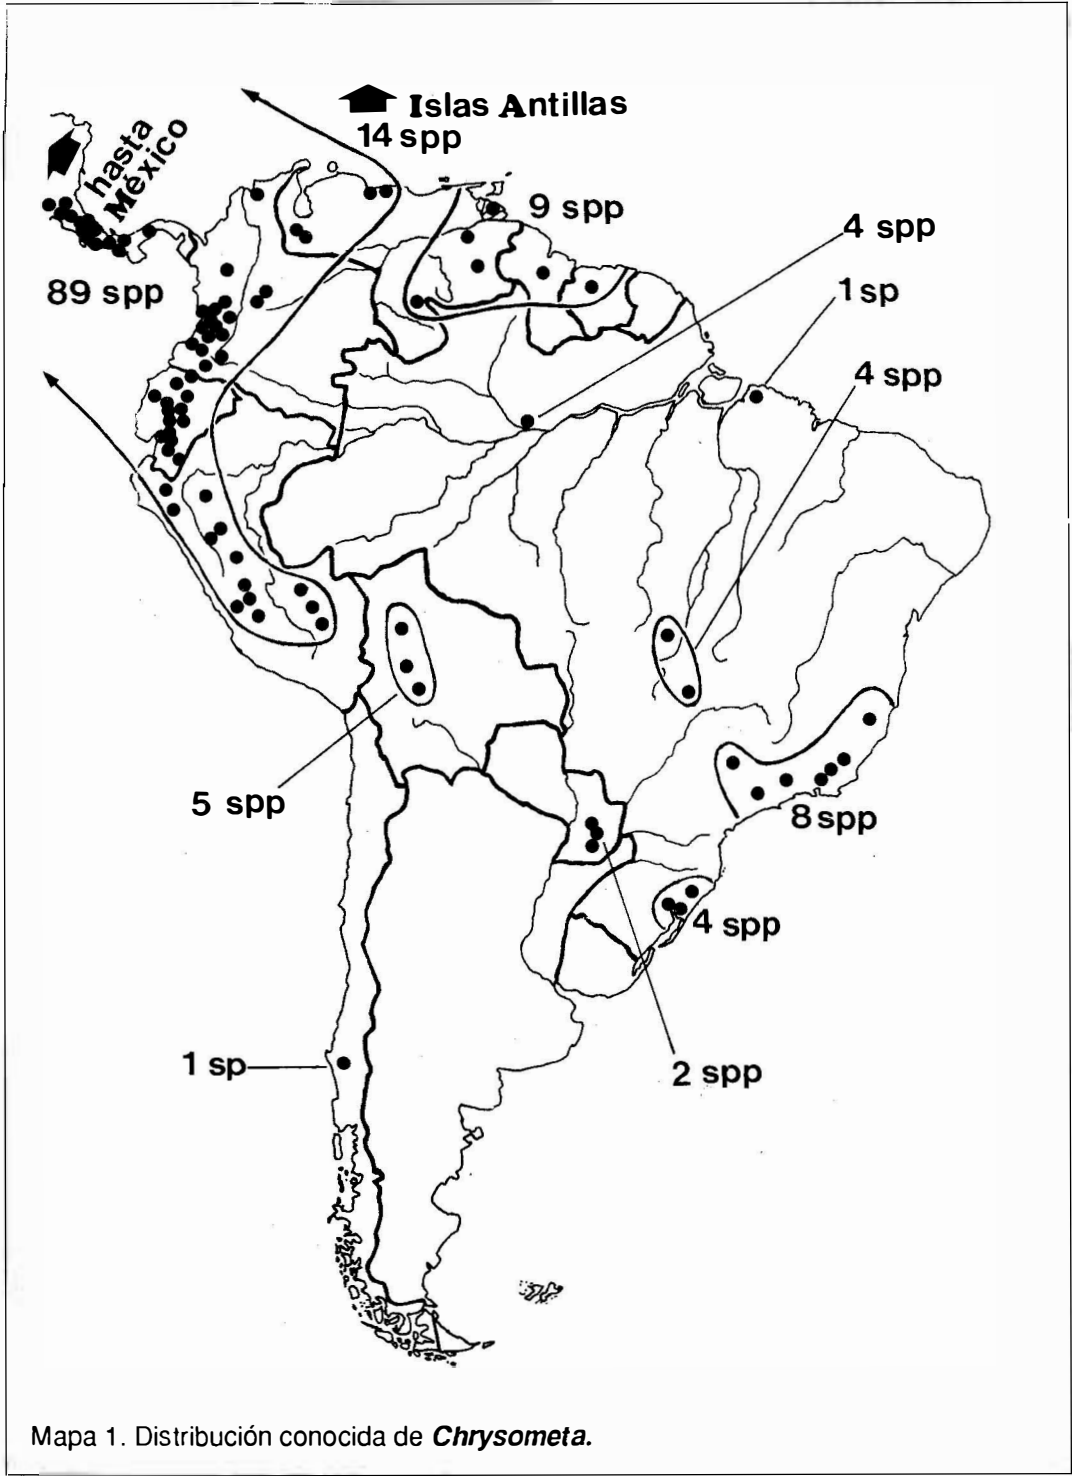 Islas Antillas
14 spp
hasta
México
9 spp
4 spp
89 spp
1 sp
4 spp
5 spp
8 spp
4 spp
1 sp
2 spp
Mapa 1. Distribución conocida de Chrysometa.